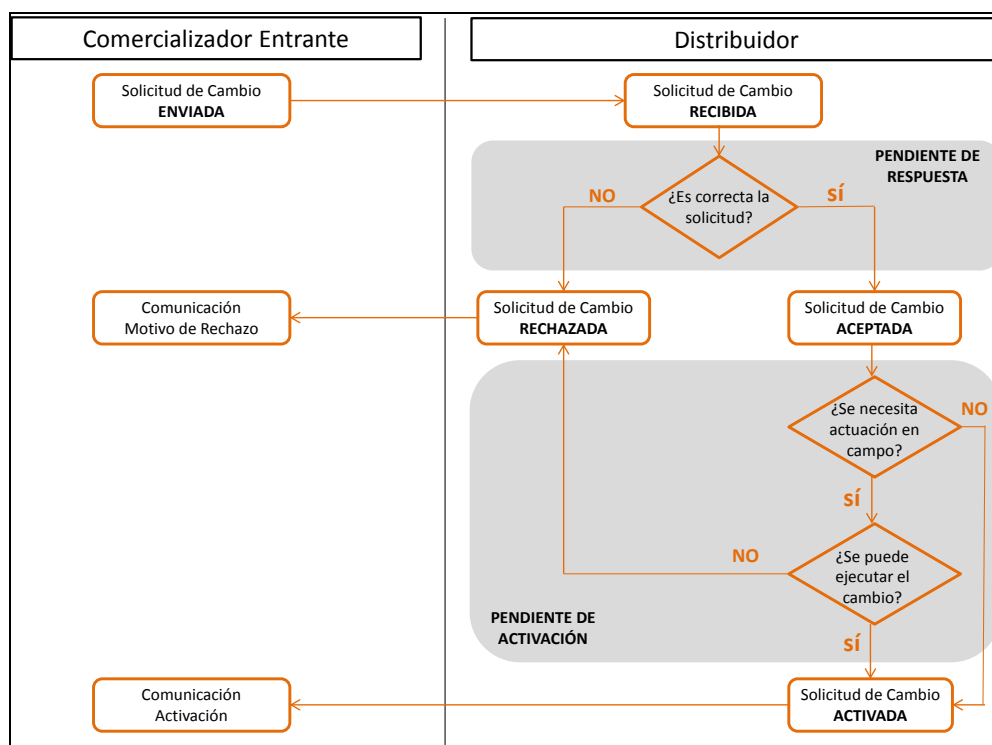 Comercializador Entrante
Distribuidor
Solicitud de Cambio
ENVIADA
Solicitud de Cambio
RECIBIDA
PENDIENTE DE
RESPUESTA
¿Es correcta la
solicitud?
NO
SÍ
Comunicación
Motivo de Rechazo
Solicitud de Cambio
RECHAZADA
Solicitud de Cambio
ACEPTADA
¿Se necesita
actuación en
campo?
NO
SÍ
¿Se puede
ejecutar el
cambio?
NO
PENDIENTE DE
ACTIVACIÓN
SÍ
Comunicación
Activación
Solicitud de Cambio
ACTIVADA